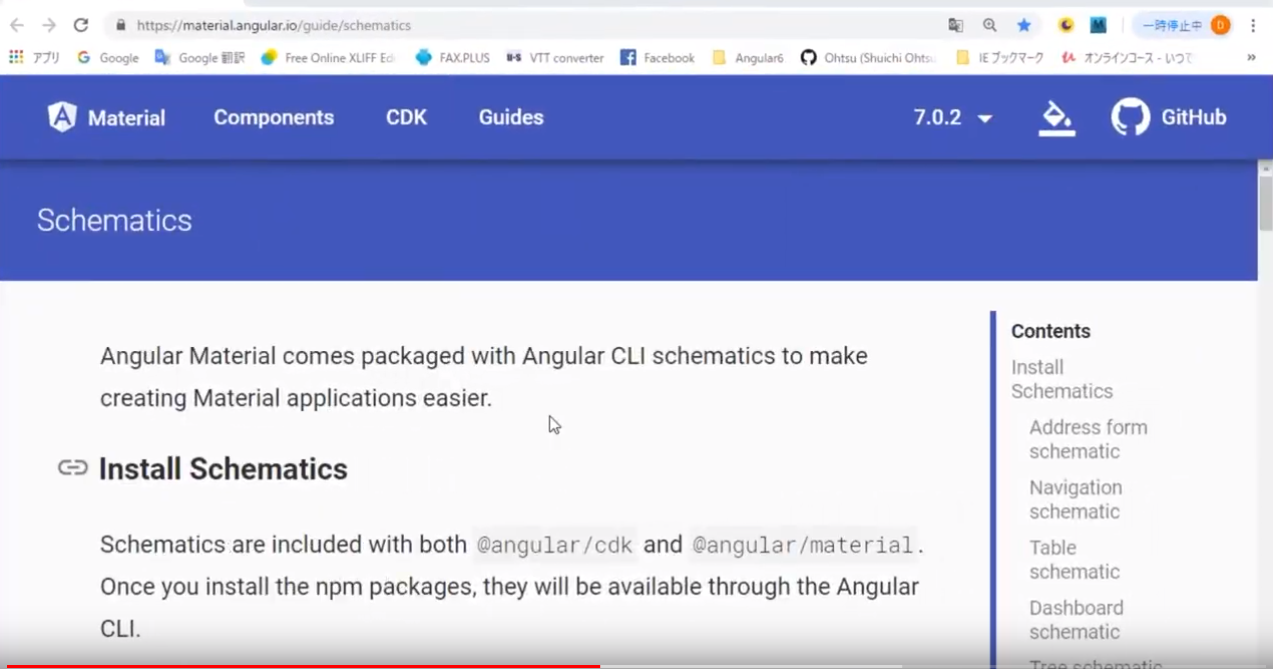 https://material.angular.io/guide/schematics
一時停止中 D
アプリ Google Google 翻訳 Free Online XLIFF Edi FAX.PLUS VTT converter Facebook Angular6 Ohtsu (Shuichi Ohtsu IEブックマーク オンラインコース - いつで »
Material Components CDK Guides 7.0.2 GitHub
Schematics
Angular Material comes packaged with Angular CLI schematics to make
creating Material applications easier.
Install Schematics
Schematics are included with both @angular/cdk and @angular/material.
Once you install the npm packages, they will be available through the Angular
CLI.
Contents
Install
Schematics
Address form
schematic
Navigation
schematic
Table
schematic
Dashboard
schematic
Tree schematic